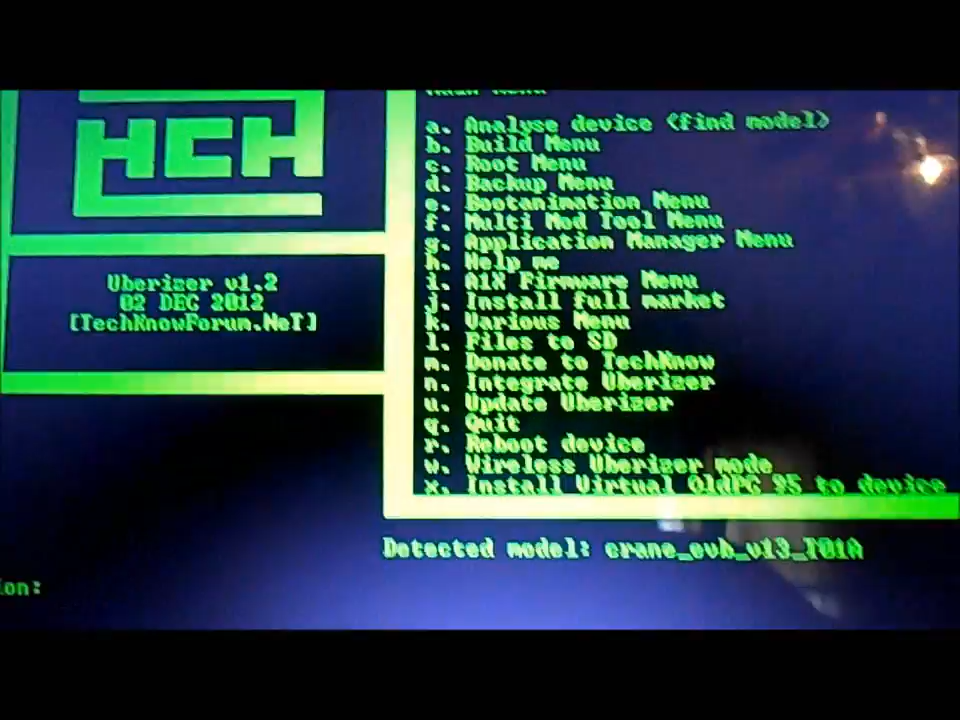 HCH
Uberizer v1.2
02 DEC 2012
[TechKnowForum.NeT]
Main Menu
a. Analyse device <find model>
b. Build Menu
c. Root Menu
d. Backup Menu
e. Bootanimation Menu
f. Multi Mod Tool Menu
g. Application Manager Menu
h. Help me
i. A1X Firmware Menu
j. Install full market
k. Various Menu
l. Files to SD
m. Donate to TechKnow
n. Integrate Uberizer
u. Update Uberizer
q. Quit
r. Reboot device
w. Wireless Uberizer mode
x. Install Virtual OldPC 95 to device
Detected model: crane_evb_v13_T01A
ion: